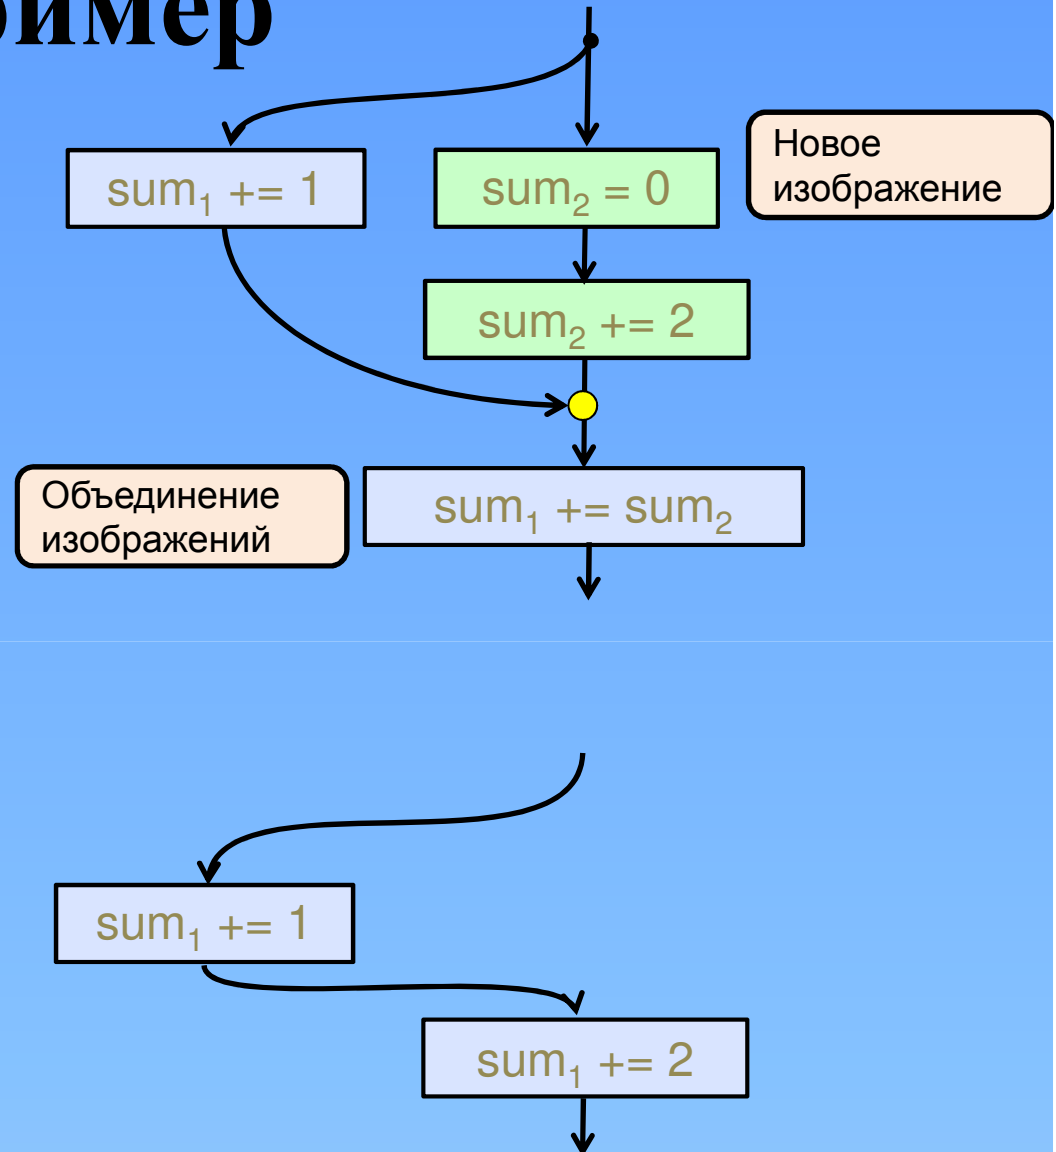 ример
sum₁ += 1
sum₂ = 0
Новое
изображение
sum₂ += 2
Объединение
изображений
sum₁ += sum₂
sum₁ += 1
sum₁ += 2